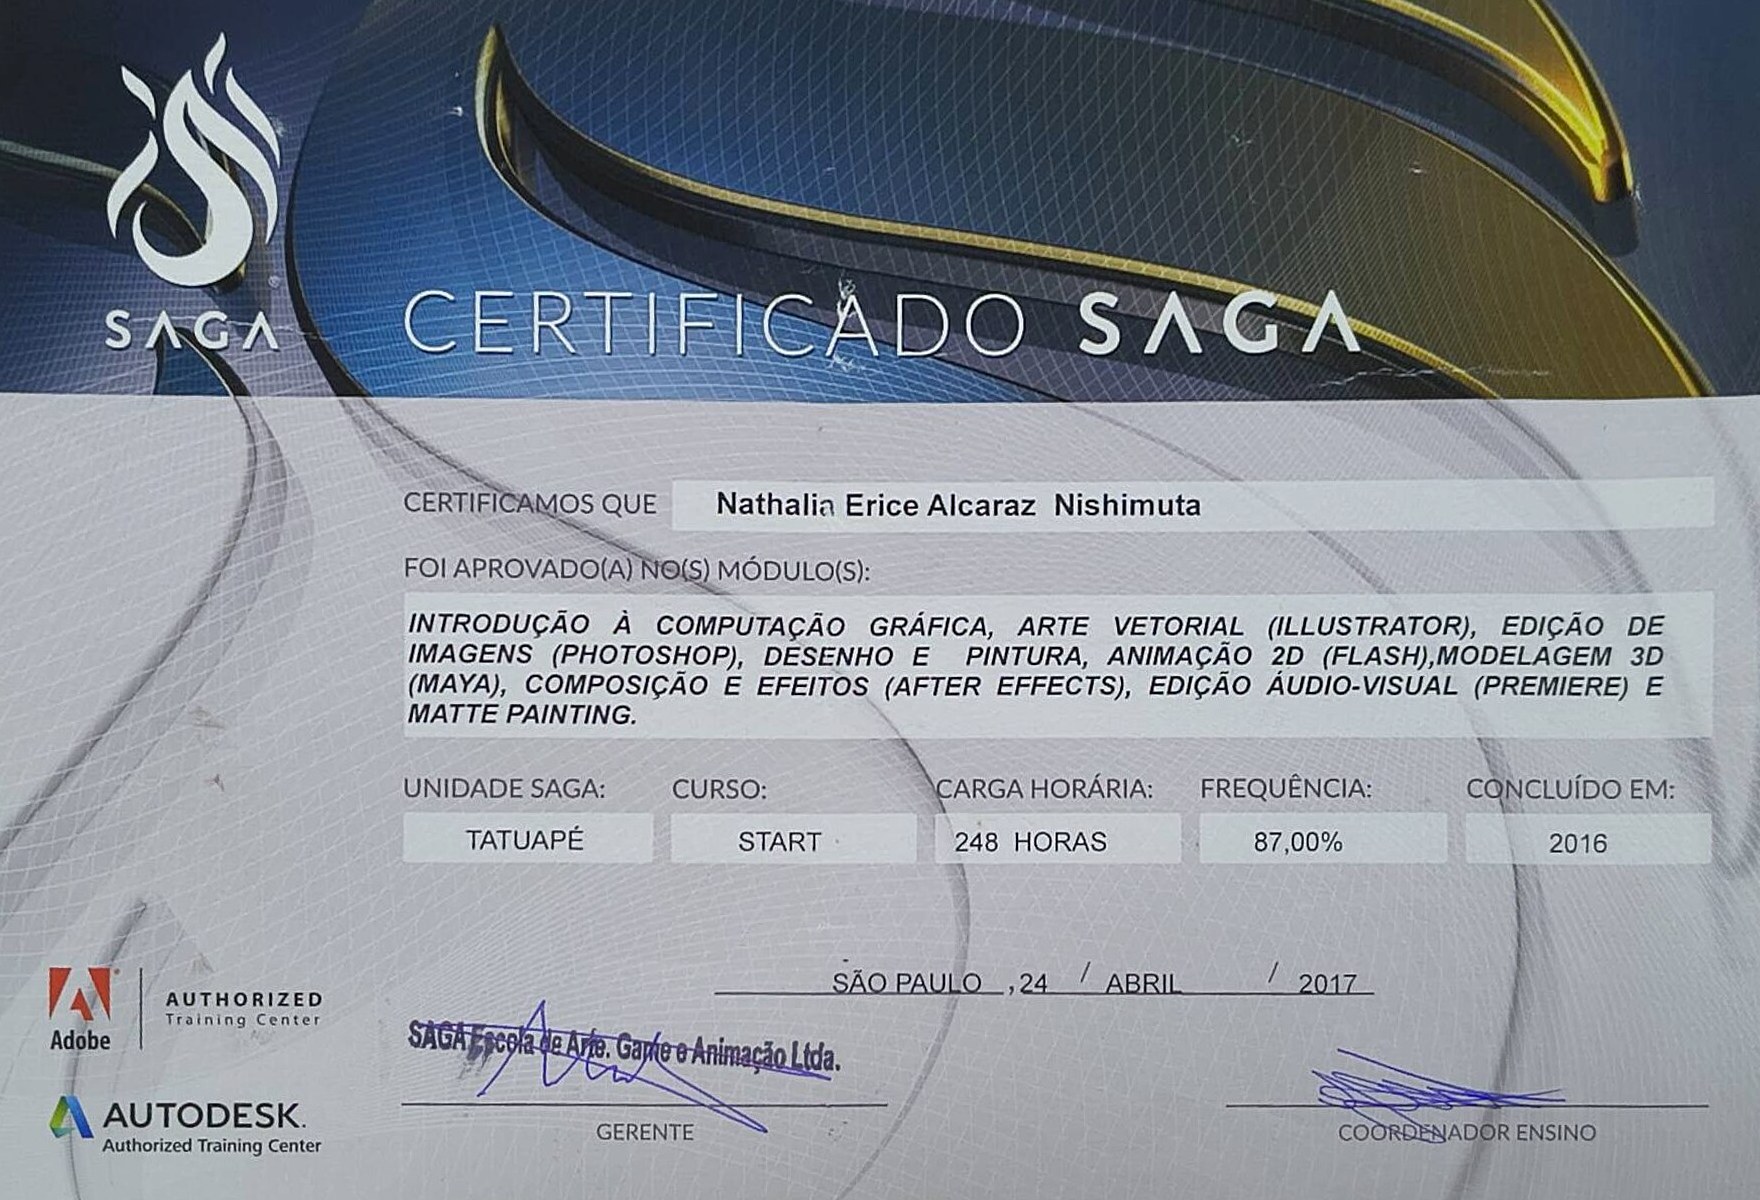 SAGA
CERTIFICADO SAGA
CERTIFICAMOS QUE Nathalia Erice Alcaraz Nishimuta
FOI APROVADO(A) NO(S) MÓDULO(S):
INTRODUÇÃO À COMPUTAÇÃO GRÁFICA, ARTE VETORIAL (ILLUSTRATOR), EDIÇÃO DE
IMAGENS (PHOTOSHOP), DESENHO E PINTURA, ANIMAÇÃO 2D (FLASH),MODELAGEM 3D
(MAYA), COMPOSIÇÃO E EFEITOS (AFTER EFFECTS), EDIÇÃO ÁUDIO-VISUAL (PREMIERE) E
MATTE PAINTING.
UNIDADE SAGA: CURSO: CARGA HORÁRIA: FREQUÊNCIA: CONCLUÍDO EM:
TATUAPÉ START 248 HORAS 87,00% 2016
SÃO PAULO , 24 / ABRIL / 2017
Adobe
AUTHORIZED
Training Center
SAGA Escola de Arte. Game e Animação Ltda.
AUTODESK.
Authorized Training Center
GERENTE
COORDENADOR ENSINO